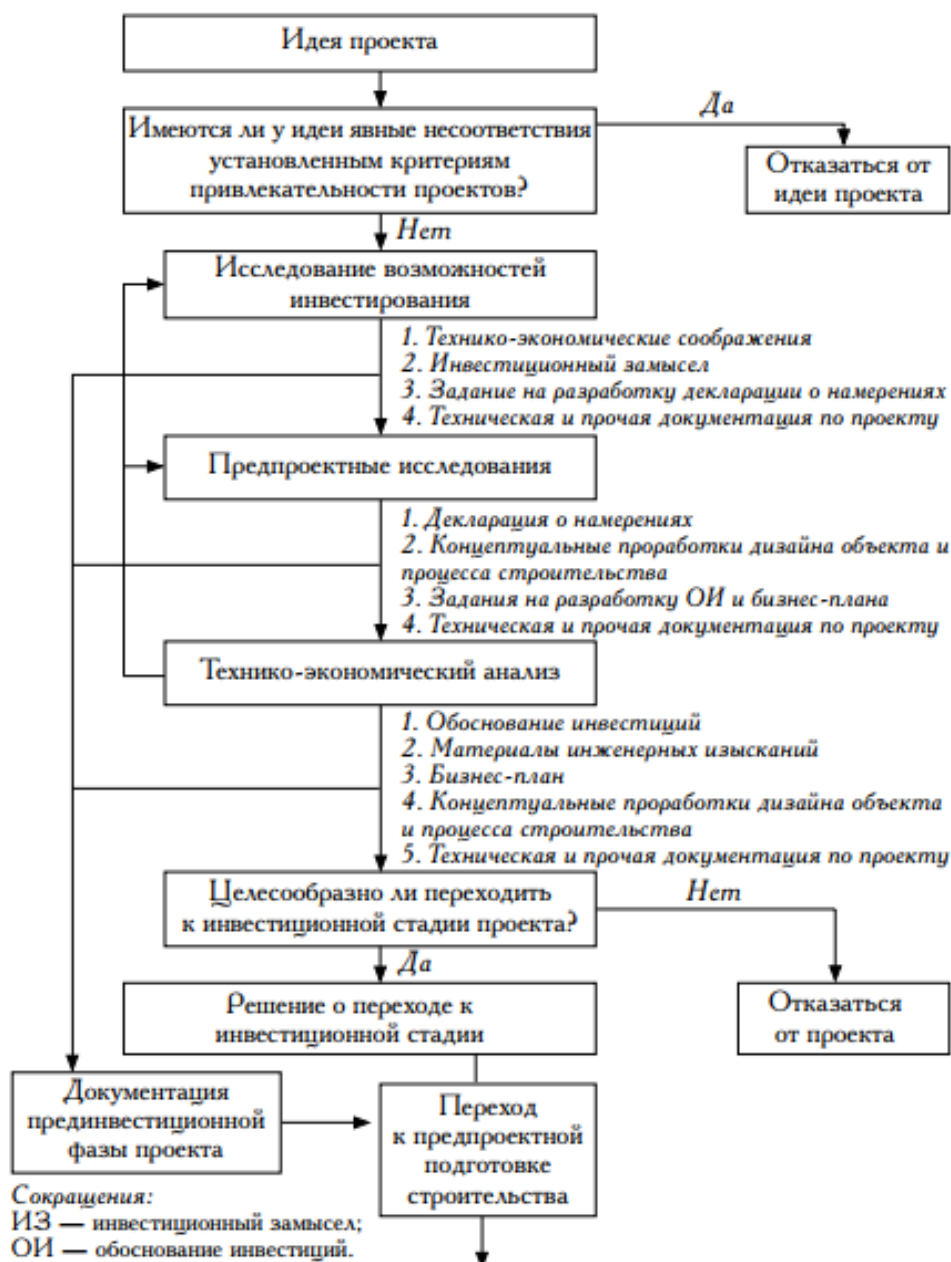 Идея проекта
Да
Имеются ли у идеи явные несоответствия
установленным критериям
привлекательности проектов?
Отказаться от
идеи проекта
Нет
Исследование возможностей
инвестирования
1. Технико-экономические соображения
2. Инвестиционный замысел
3. Задание на разработку декларации о намерениях
4. Техническая и прочая документация по проекту
Предпроектные исследования
1. Декларация о намерениях
2. Концептуальные проработки дизайна объекта и
процесса строительства
3. Задания на разработку ОИ и бизнес-плана
4. Техническая и прочая документация по проекту
Технико-экономический анализ
1. Обоснование инвестиций
2. Материалы инженерных изысканий
3. Бизнес-план
4. Концептуальные проработки дизайна объекта
и процесса строительства
5. Техническая и прочая документация по проекту
Целесообразно ли переходить
к инвестиционной стадии проекта?
Нет
Да
Решение о переходе к
инвестиционной стадии
Отказаться
от проекта
Документация
прединвестиционной
фазы проекта
Переход
к предпроектной
подготовке
строительства
Сокращения:
ИЗ — инвестиционный замысел;
ОИ — обоснование инвестиций.